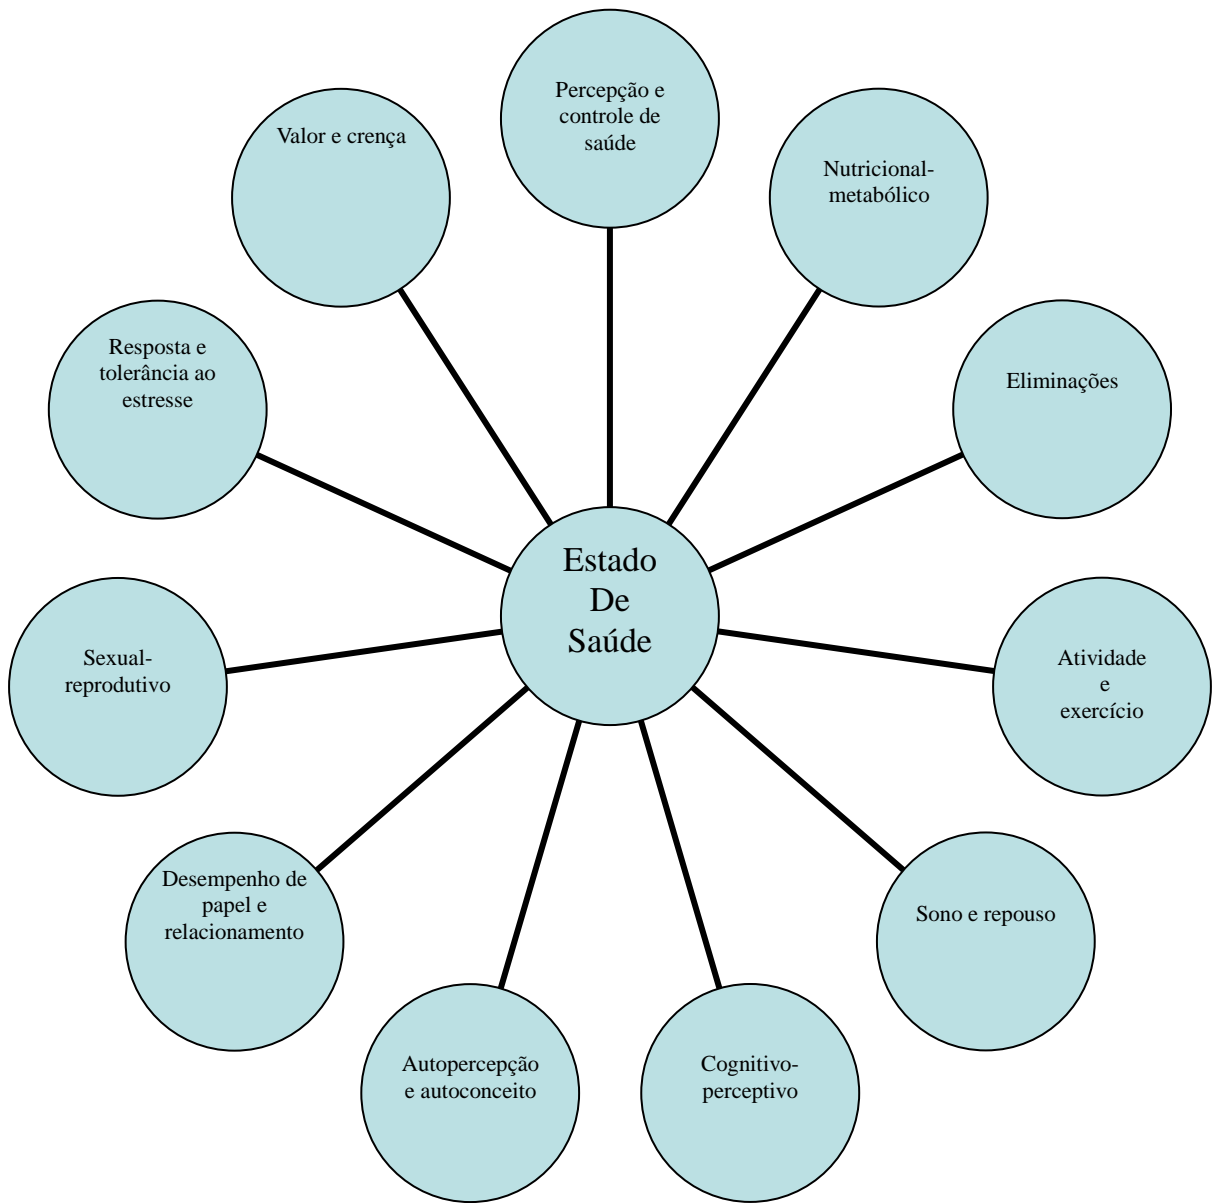 Percepção e
controle de
saúde
Nutricional-
metabólico
Eliminações
Atividade
e
exercício
Sono e repouso
Cognitivo-
perceptivo
Autopercepção
e autoconceito
Desempenho de
papel e
relacionamento
Sexual-
reprodutivo
Resposta e
tolerância ao
estresse
Valor e crença
Estado
De
Saúde